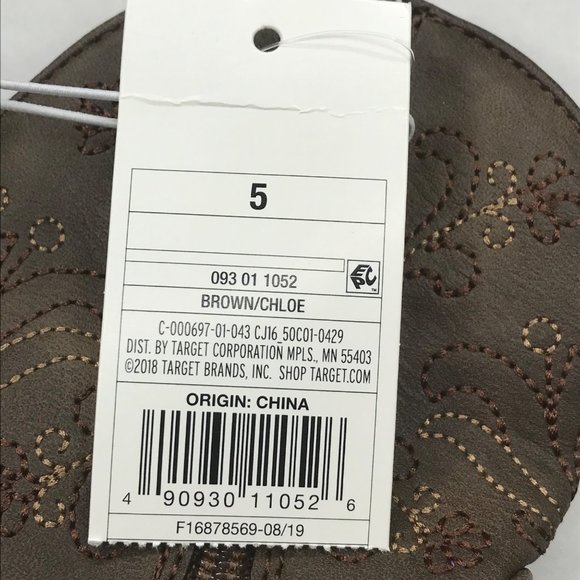 5
093 01 1052
EPC™
BROWN/CHLOE
C-000697-01-043 CJ16_50C01-0429
DIST. BY TARGET CORPORATION MPLS., MN 55403
©2018 TARGET BRANDS, INC. SHOP TARGET.COM
ORIGIN: CHINA
4 90930 11052 6
F16878569-08/19